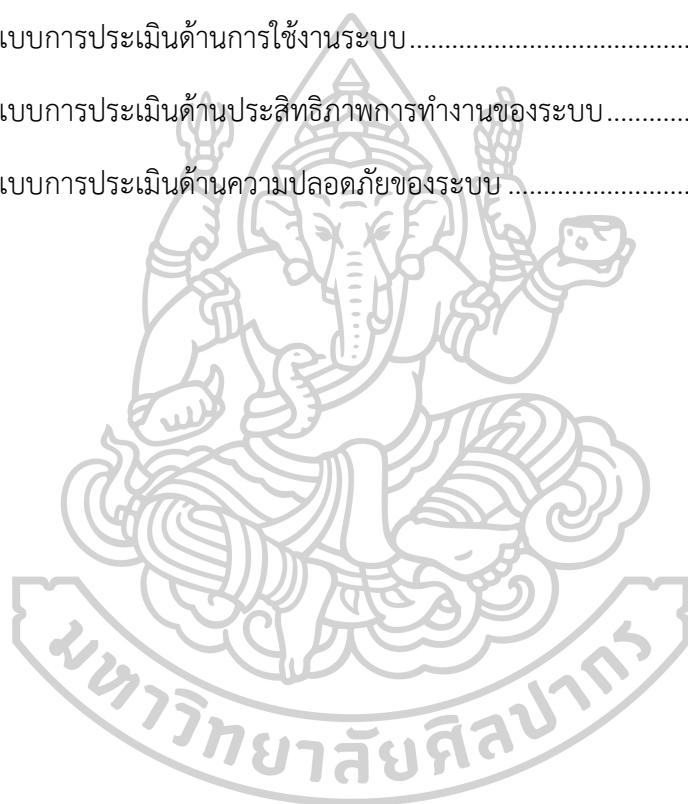 แบบการประเมินด้านการใช้งานระบบ...................................
แบบการประเมินด้านประสิทธิภาพการทำงานของระบบ............
แบบการประเมินด้านความปลอดภัยของระบบ ......................
มหาวิทยาลัยศิลปากร